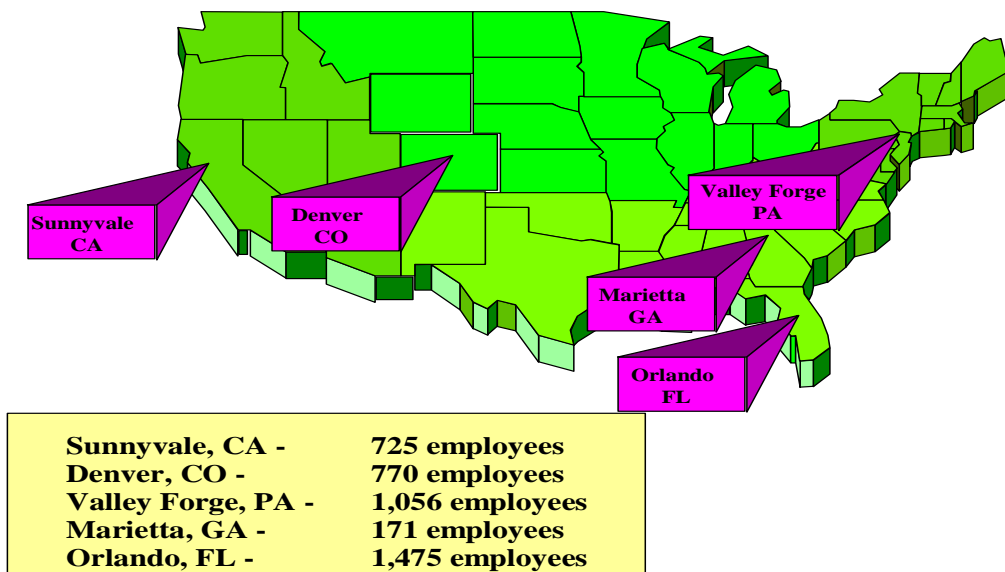 Valley Forge
PA
Sunnyvale
CA
Denver
CO
Marietta
GA
Orlando
FL
Sunnyvale, CA - 725 employees
Denver, CO - 770 employees
Valley Forge, PA - 1,056 employees
Marietta, GA - 171 employees
Orlando, FL - 1,475 employees